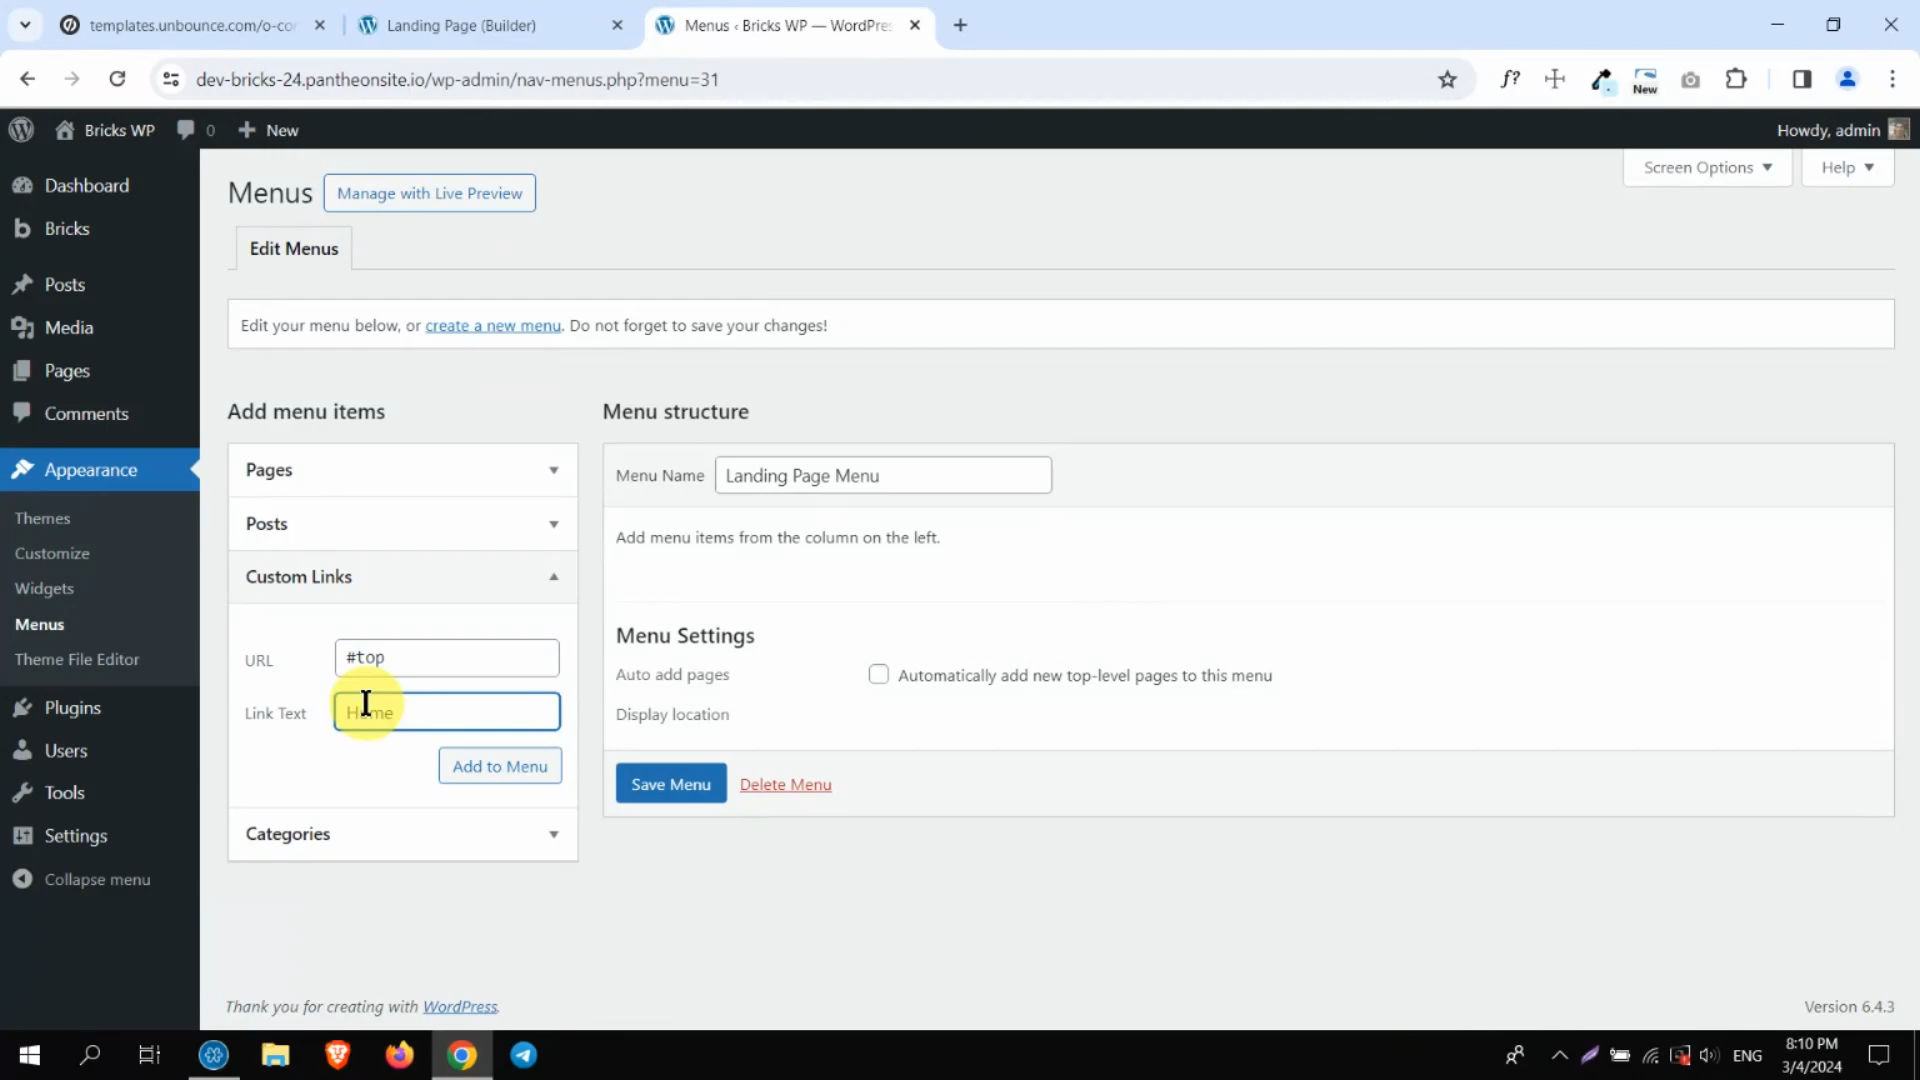 templates.unbounce.com/o-co
Landing Page (Builder)
Menus ‹ Bricks WP — WordPre
dev-bricks-24.pantheonsite.io/wp-admin/nav-menus.php?menu=31
f?
New
Bricks WP
0
New
Howdy, admin
Screen Options
Help
Dashboard
Bricks
Posts
Media
Pages
Comments
Appearance
Themes
Customize
Widgets
Menus
Theme File Editor
Plugins
Users
Tools
Settings
Collapse menu
Menus
Manage with Live Preview
Edit Menus
Edit your menu below, or create a new menu. Do not forget to save your changes!
Add menu items
Pages
Posts
Custom Links
URL
#top
Link Text
Home
Add to Menu
Categories
Menu structure
Menu Name
Landing Page Menu
Add menu items from the column on the left.
Menu Settings
Auto add pages
Automatically add new top-level pages to this menu
Display location
Save Menu
Delete Menu
Thank you for creating with WordPress.
Version 6.4.3
ENG
8:10 PM
3/4/2024